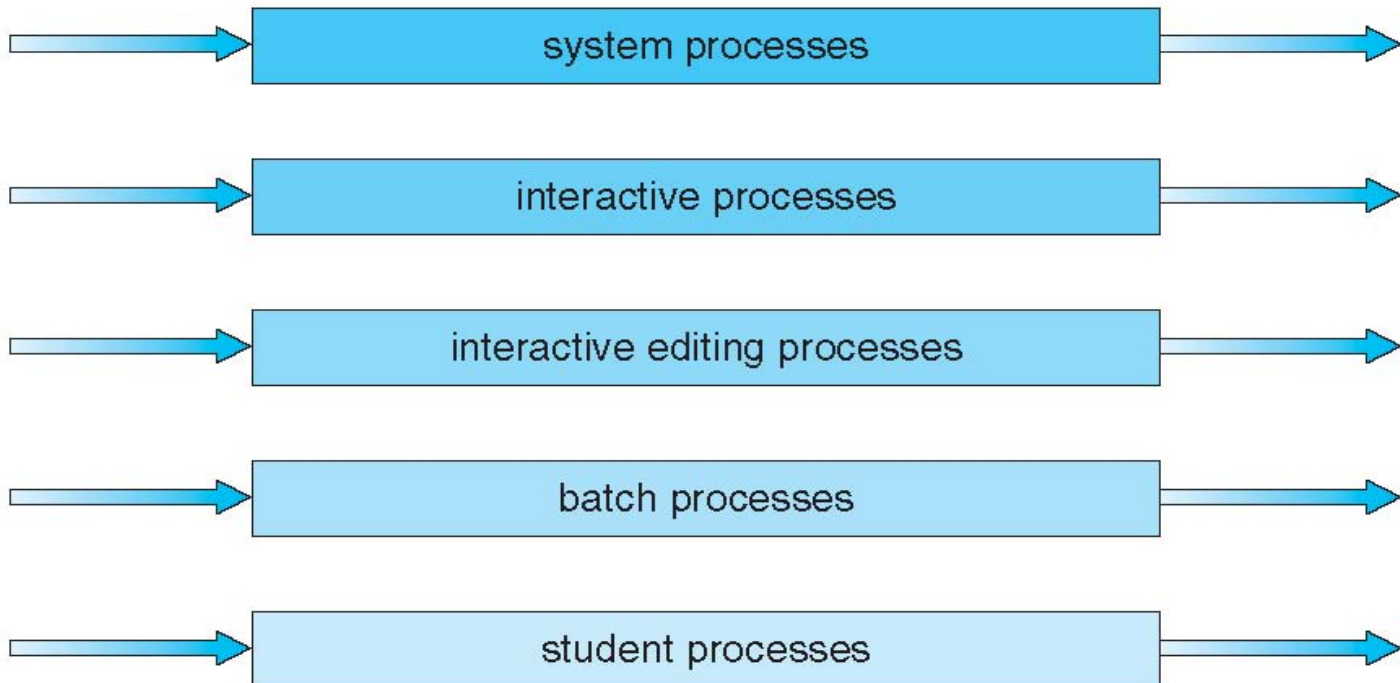 system processes
interactive processes
interactive editing processes
batch processes
student processes